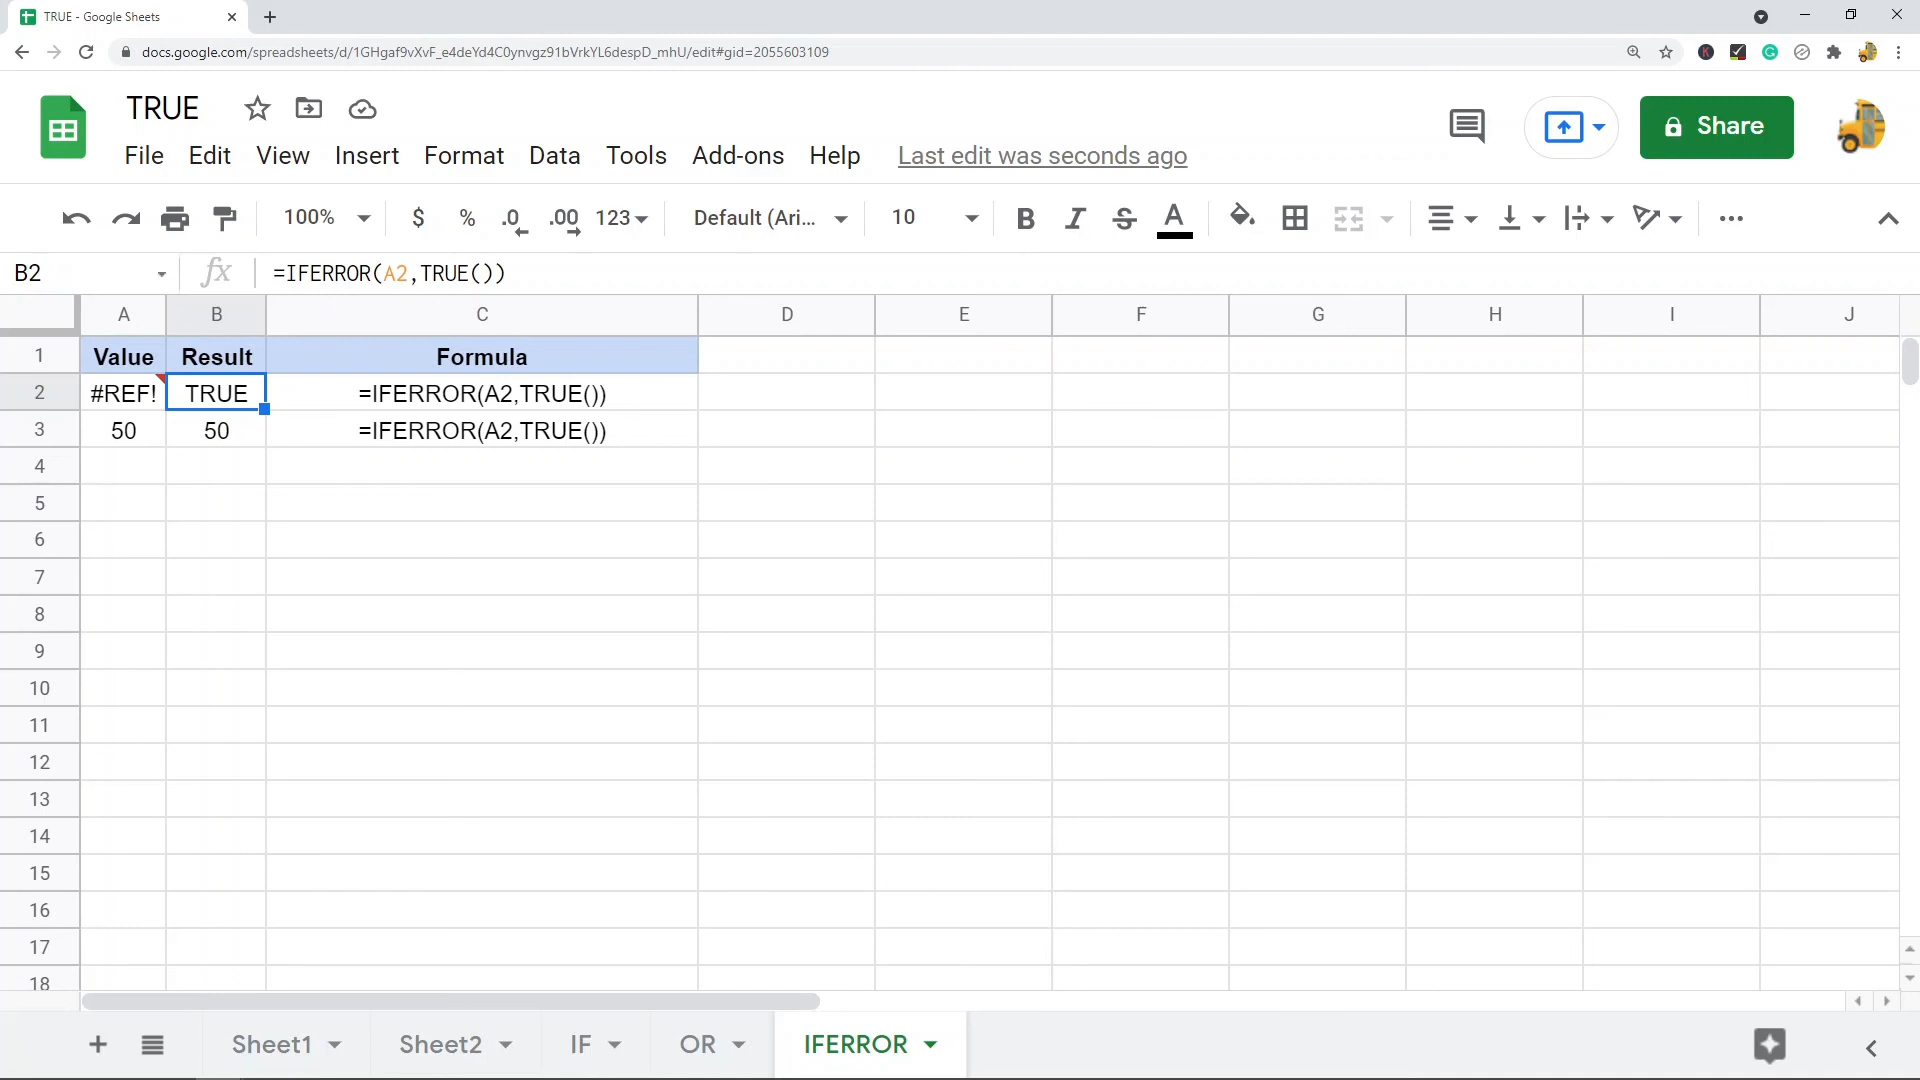 TRUE - Google Sheets
docs.google.com/spreadsheets/d/1GHgaf9vXvF_e4deYd4C0ynvgz91bVrkYL6despD_mhU/edit#gid=2055603109
TRUE
Share
File Edit View Insert Format Data Tools Add-ons Help Last edit was seconds ago
100% $ % .0 .00 123 Default (Ari... 10 B I S A
B2 fx =IFERROR(A2,TRUE())
A B C D E F G H I J
1 Value Result Formula
2 #REF! TRUE =IFERROR(A2,TRUE())
3 50 50 =IFERROR(A2,TRUE())
4
5
6
7
8
9
10
11
12
13
14
15
16
17
18
Sheet1 Sheet2 IF OR IFERROR